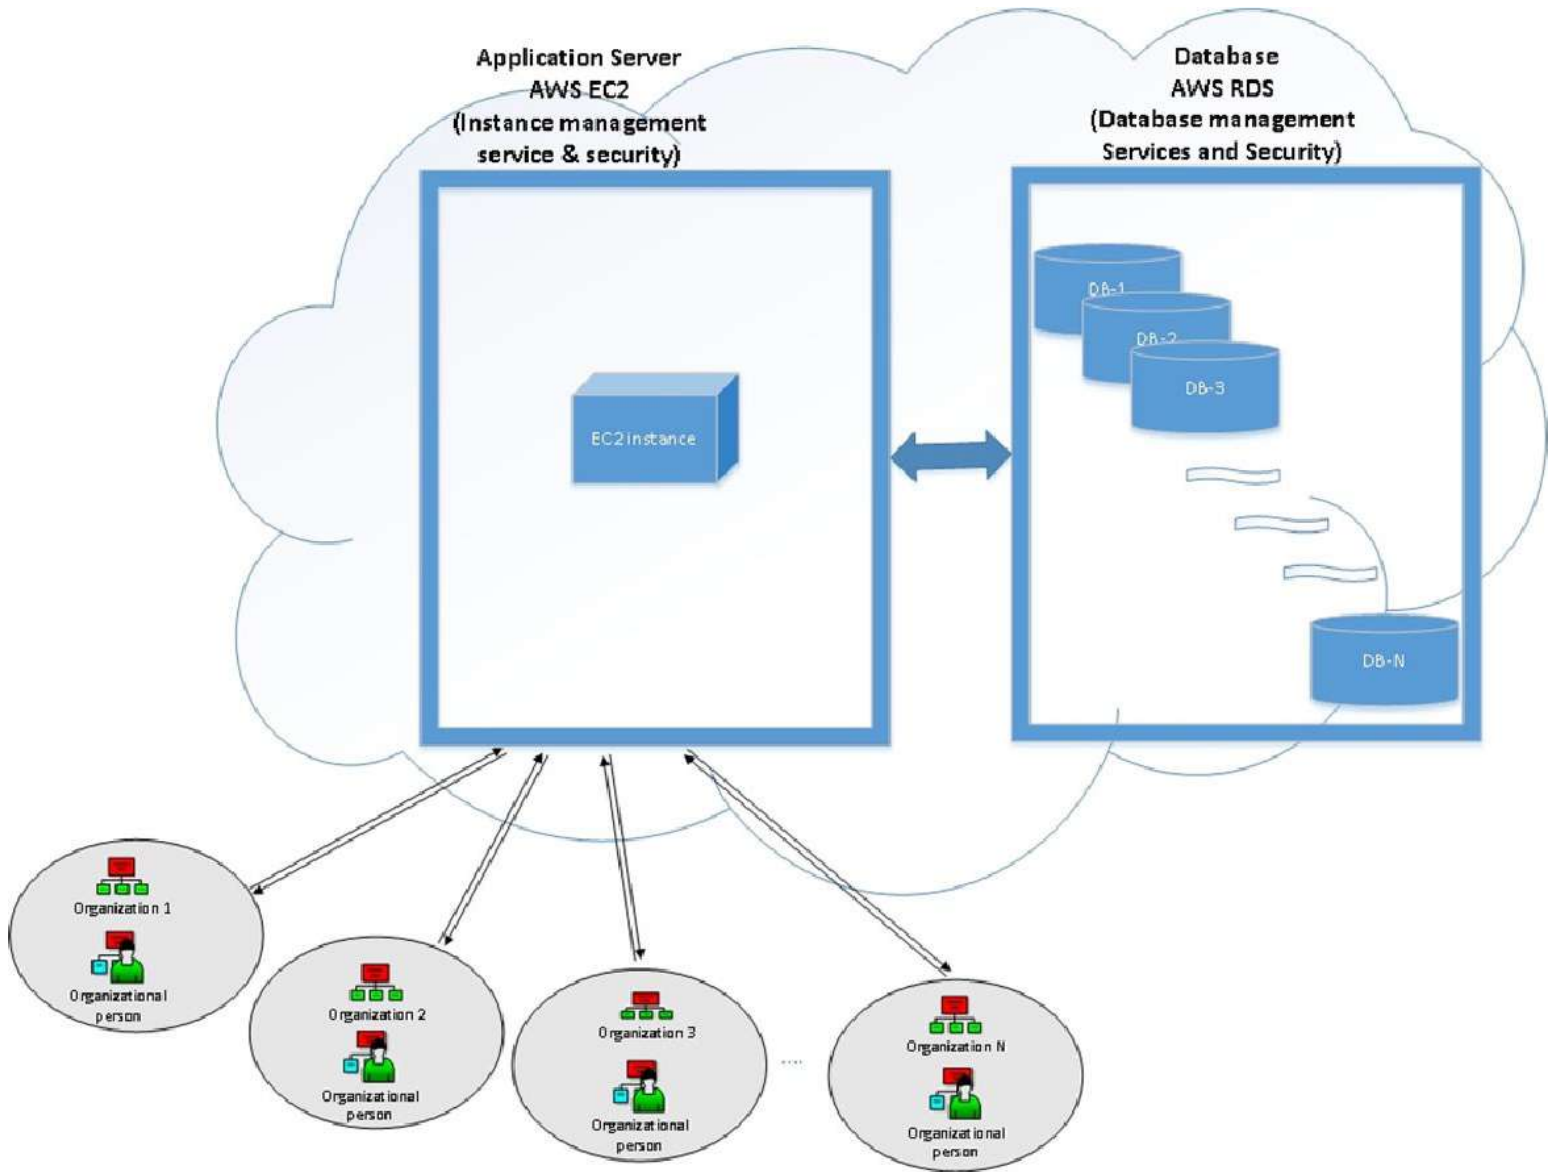 Application Server
AWS EC2
(Instance management
service & security)
Database
AWS RDS
(Database management
Services and Security)
EC2 instance
DB-1
DB-2
DB-3
DB-N
Organization 1
Organizational
person
Organization 2
Organizational
person
Organization 3
Organizational
person
....
Organization N
Organizational
person